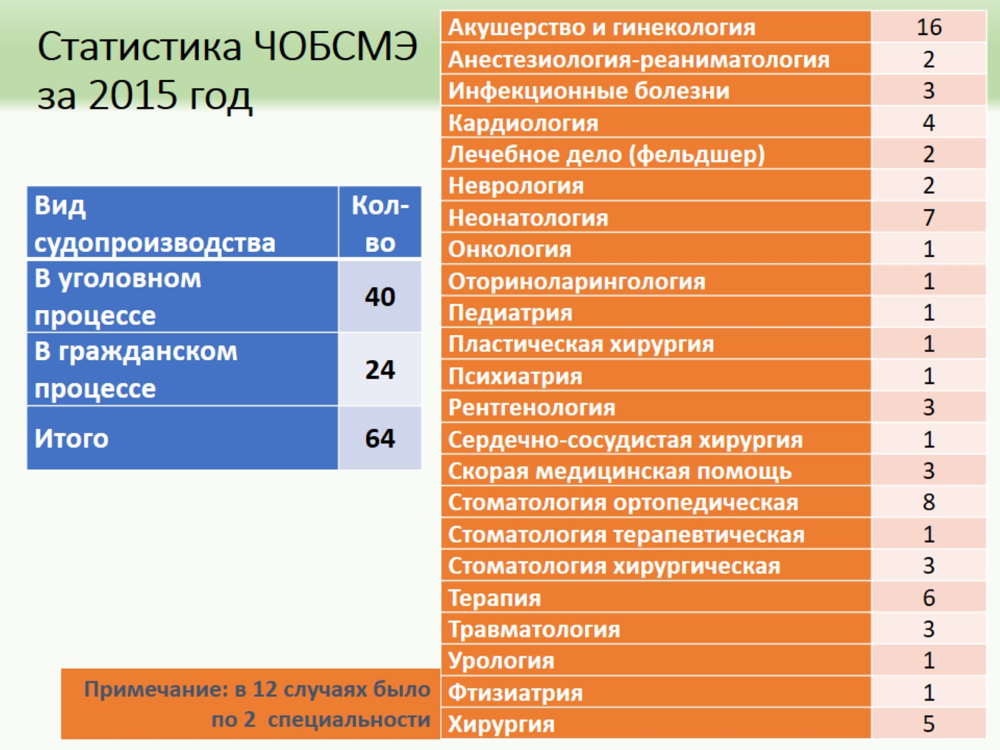 Статистика ЧОБСМЭ
за 2015 год
Вид
судопроизводства
Кол-
во
В уголовном
процессе
40
В гражданском
процессе
24
Итого
64
Примечание: в 12 случаях было
по 2 специальности
Акушерство и гинекология 16
Анестезиология-реаниматология 2
Инфекционные болезни 3
Кардиология 4
Лечебное дело (фельдшер) 2
Неврология 2
Неонатология 7
Онкология 1
Оториноларингология 1
Педиатрия 1
Пластическая хирургия 1
Психиатрия 1
Рентгенология 3
Сердечно-сосудистая хирургия 1
Скорая медицинская помощь 3
Стоматология ортопедическая 8
Стоматология терапевтическая 1
Стоматология хирургическая 3
Терапия 6
Травматология 3
Урология 1
Фтизиатрия 1
Хирургия 5